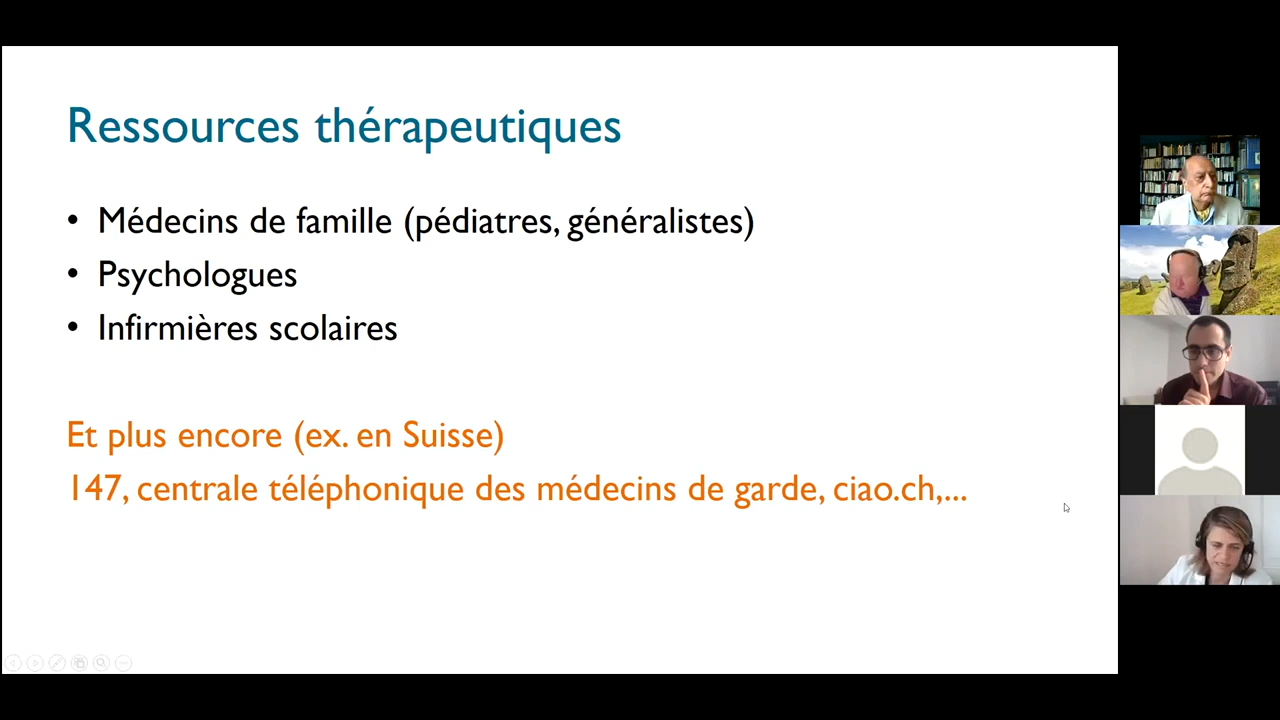 Ressources thérapeutiques
• Médecins de famille (pédiatres, généralistes)
• Psychologues
• Infirmières scolaires
Et plus encore (ex. en Suisse)
147, centrale téléphonique des médecins de garde, ciao.ch,...